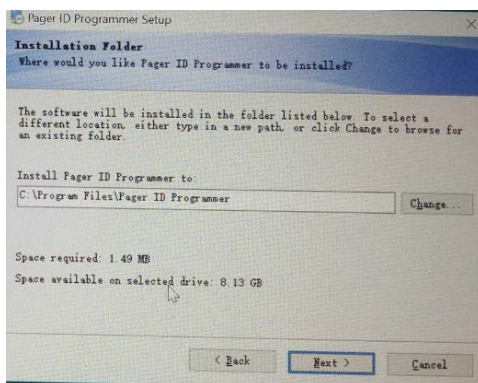 Pager ID Programmer Setup
Installation Folder
Where would you like Pager ID Programmer to be installed?
The software will be installed in the folder listed below. To select a
different location, either type in a new path, or click Change to browse for
an existing folder.
Install Pager ID Programmer to:
C:\Program Files\Pager ID Programmer
Change...
Space required: 1.49 MB
Space available on selected drive: 8.13 GB
< Back
Next >
Cancel